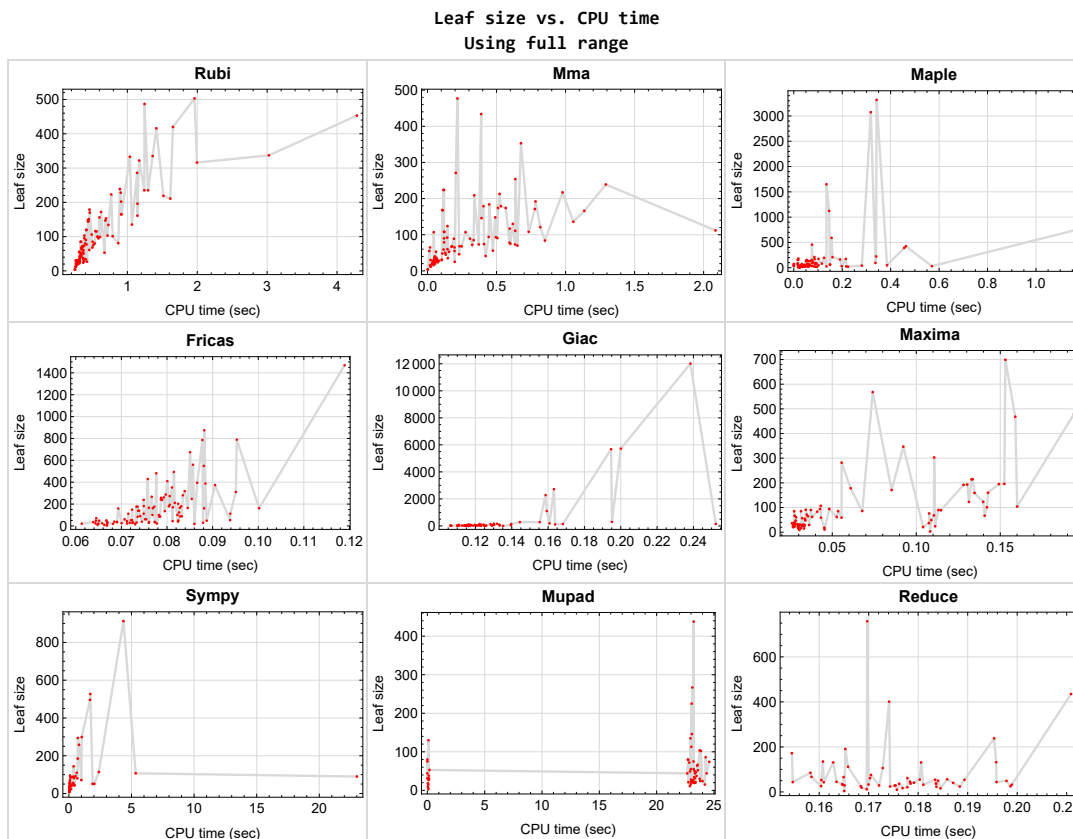 Leaf size vs. CPU time
Using full range
Rubi
Leaf size
500
400
300
200
100
0
1 2 3 4
CPU time (sec)
Mma
Leaf size
500
400
300
200
100
0
0.0 0.5 1.0 1.5 2.0
CPU time (sec)
Maple
Leaf size
3000
2500
2000
1500
1000
500
0
0.0 0.2 0.4 0.6 0.8 1.0
CPU time (sec)
Fricas
Leaf size
1400
1200
1000
800
600
400
200
0
0.06 0.07 0.08 0.09 0.10 0.11 0.12
CPU time (sec)
Giac
Leaf size
12000
10000
8000
6000
4000
2000
0
0.12 0.14 0.16 0.18 0.20 0.22 0.24
CPU time (sec)
Maxima
Leaf size
700
600
500
400
300
200
100
0
0.05 0.10 0.15
CPU time (sec)
Sympy
Leaf size
800
600
400
200
0
0 5 10 15 20
CPU time (sec)
Mupad
Leaf size
400
300
200
100
0
0 5 10 15 20 25
CPU time (sec)
Reduce
Leaf size
600
400
200
0
0.16 0.17 0.18 0.19 0.20
CPU time (sec)